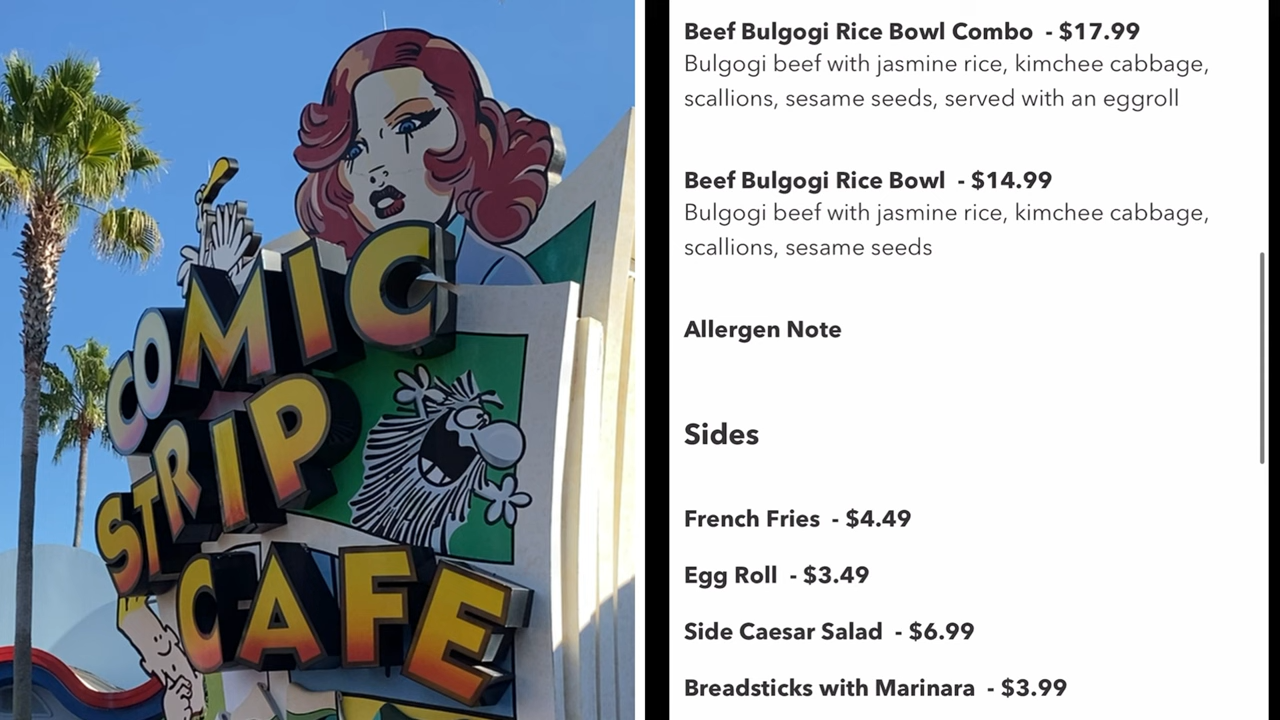 COMIC
STRIP
CAFE
Beef Bulgogi Rice Bowl Combo - $17.99
Bulgogi beef with jasmine rice, kimchee cabbage,
scallions, sesame seeds, served with an eggroll
Beef Bulgogi Rice Bowl - $14.99
Bulgogi beef with jasmine rice, kimchee cabbage,
scallions, sesame seeds
Allergen Note
Sides
French Fries - $4.49
Egg Roll - $3.49
Side Caesar Salad - $6.99
Breadsticks with Marinara - $3.99